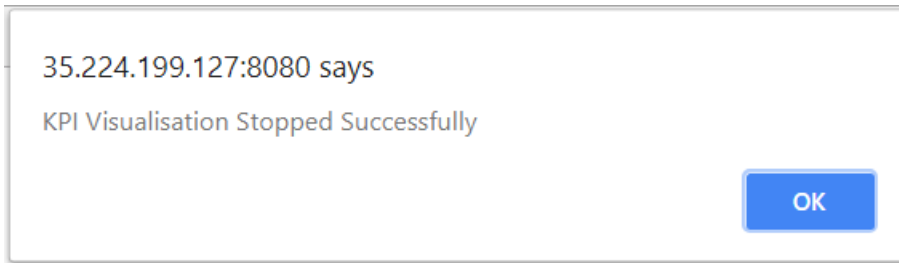 35.224.199.127:8080 says
KPI Visualisation Stopped Successfully
OK